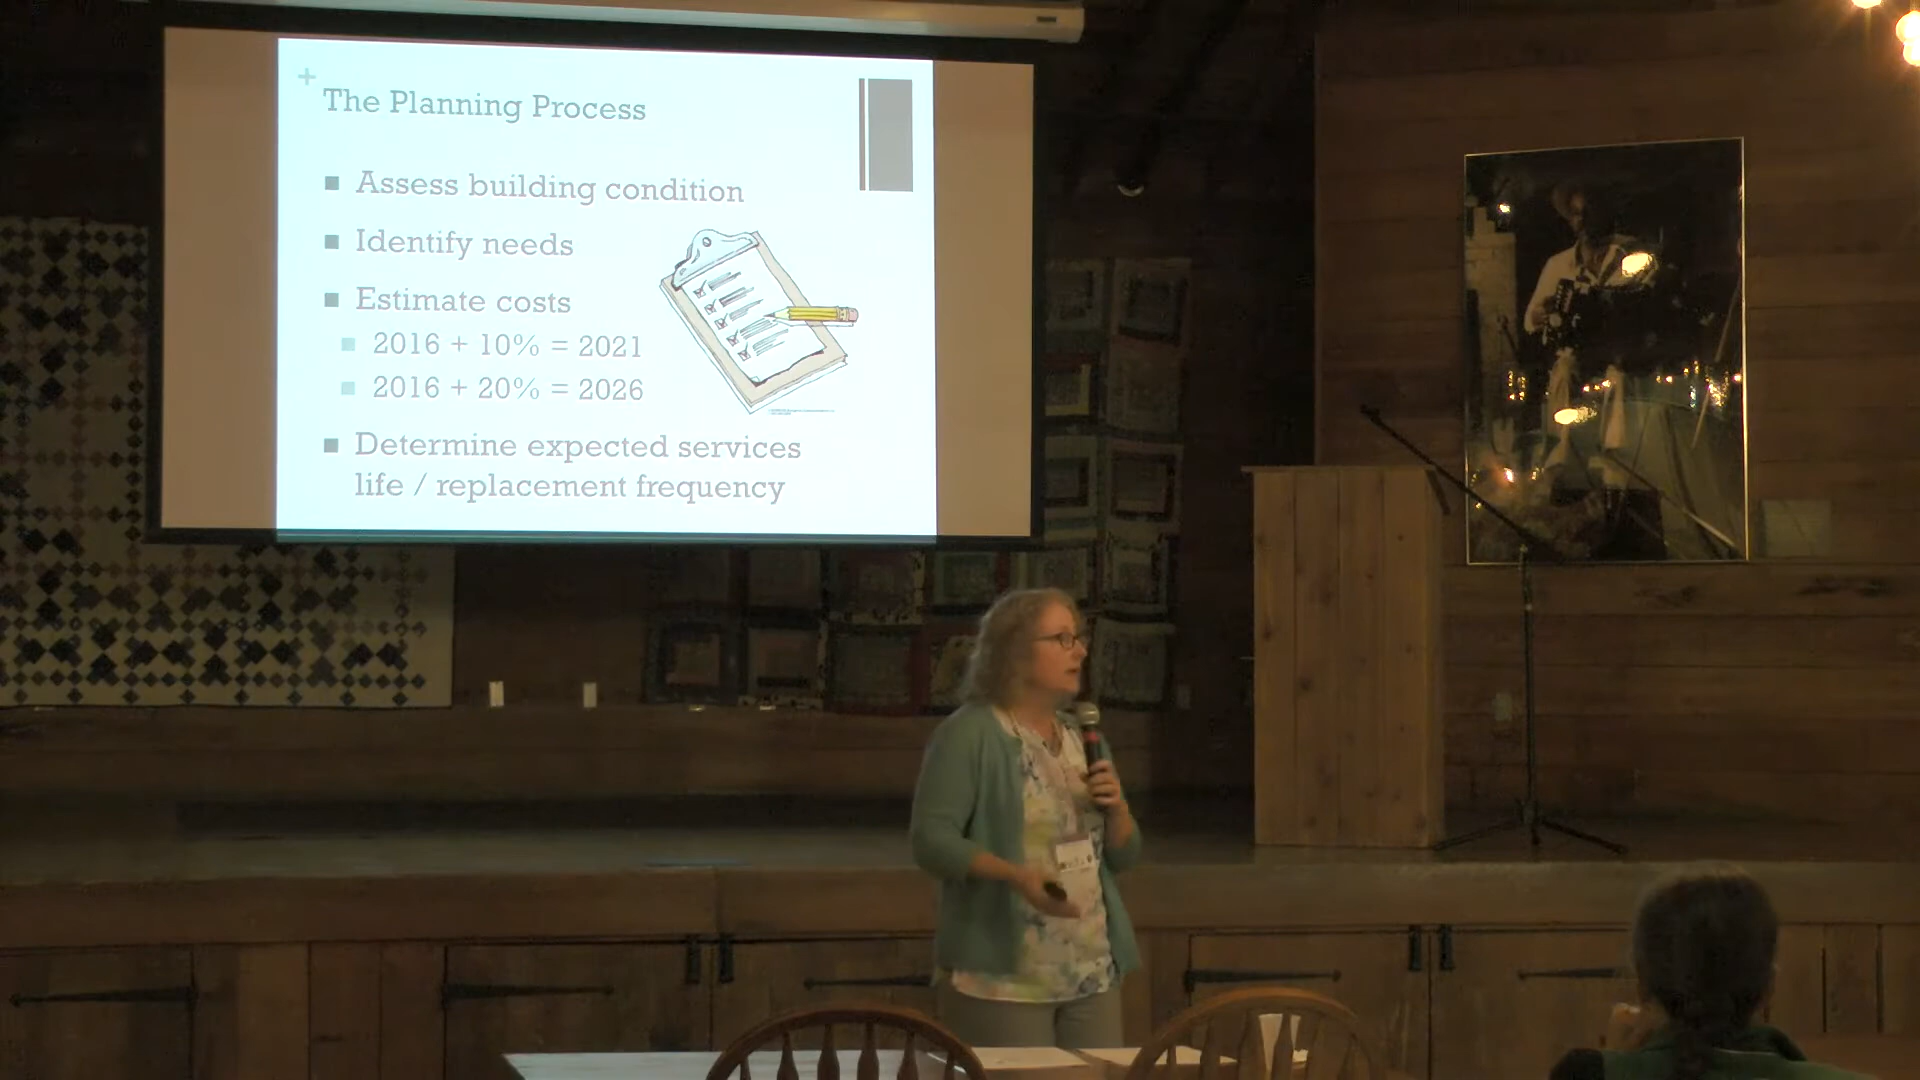 +
The Planning Process
Assess building condition
Identify needs
Estimate costs
2016 + 10% = 2021
2016 + 20% = 2026
Determine expected services
life / replacement frequency